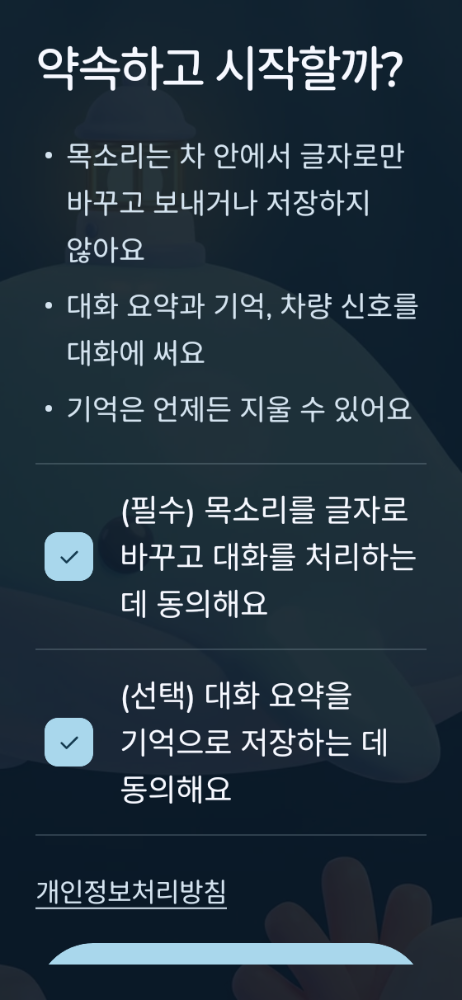 약속하고 시작할까?
• 목소리는 차 안에서 글자로만
바꾸고 보내거나 저장하지
않아요
• 대화 요약과 기억, 차량 신호를
대화에 써요
• 기억은 언제든 지울 수 있어요
(필수) 목소리를 글자로
바꾸고 대화를 처리하는
데 동의해요
(선택) 대화 요약을
기억으로 저장하는 데
동의해요
개인정보처리방침